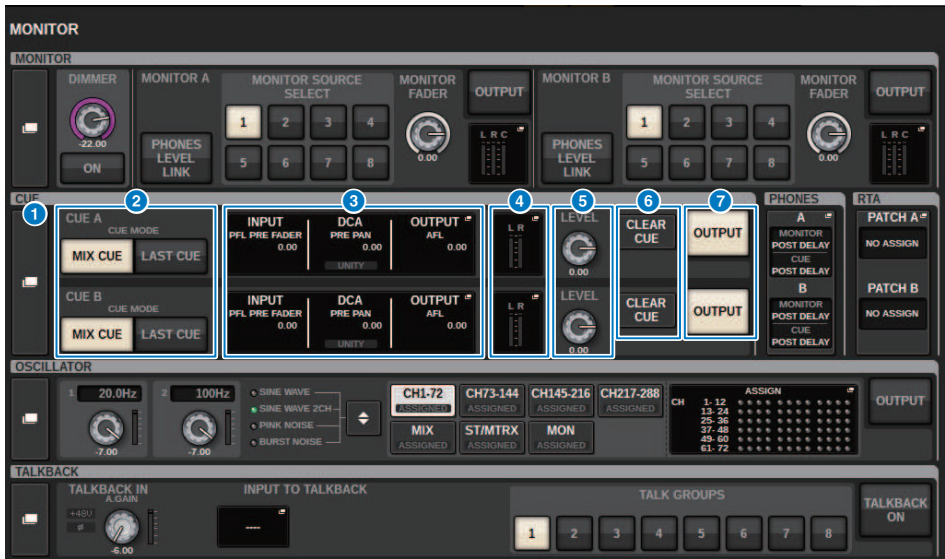 MONITOR
MONITOR
DIMMER
-22.00
ON
MONITOR A
PHONES LEVEL LINK
MONITOR SOURCE SELECT
1 2 3 4
5 6 7 8
MONITOR FADER
0.00
OUTPUT
L R C
MONITOR B
PHONES LEVEL LINK
MONITOR SOURCE SELECT
1 2 3 4
5 6 7 8
MONITOR FADER
0.00
OUTPUT
L R C
CUE
1 2 3 4 5 6 7
CUE A
CUE MODE
MIX CUE LAST CUE
INPUT DCA OUTPUT
PFL PRE FADER PRE PAN AFL
0.00 0.00 0.00
UNITY
L R
LEVEL
0.00
CLEAR CUE
OUTPUT
CUE B
CUE MODE
MIX CUE LAST CUE
INPUT DCA OUTPUT
PFL PRE FADER PRE PAN AFL
0.00 0.00 0.00
UNITY
L R
LEVEL
0.00
CLEAR CUE
OUTPUT
PHONES
A
MONITOR
POST DELAY
CUE
POST DELAY
B
MONITOR
POST DELAY
CUE
POST DELAY
RTA
PATCH A
NO ASSIGN
PATCH B
NO ASSIGN
OSCILLATOR
1 20.0Hz
-7.00
2 100Hz
-7.00
SINE WAVE
SINE WAVE 2CH
PINK NOISE
BURST NOISE
CH1-72 CH73-144 CH145-216 CH217-288
ASSIGNED ASSIGNED ASSIGNED ASSIGNED
MIX ST/MTRX MON
ASSIGNED ASSIGNED ASSIGNED
ASSIGN
CH 1- 12
13- 24
25- 36
37- 48
49- 60
61- 72
OUTPUT
TALKBACK
TALKBACK IN
A.GAIN
+48V
ø
-6.00
INPUT TO TALKBACK
----
TALK GROUPS
1 2 3 4 5 6 7 8
TALKBACK ON